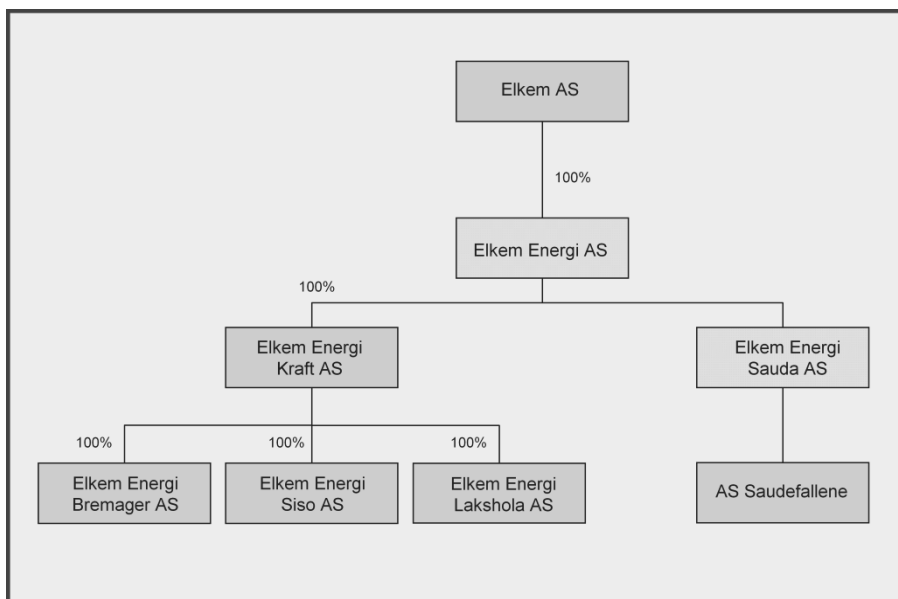 Elkem AS
100%
Elkem Energi AS
100%
Elkem Energi
Kraft AS
Elkem Energi
Sauda AS
100%
100%
100%
Elkem Energi
Bremager AS
Elkem Energi
Siso AS
Elkem Energi
Lakshola AS
AS Saudefallene